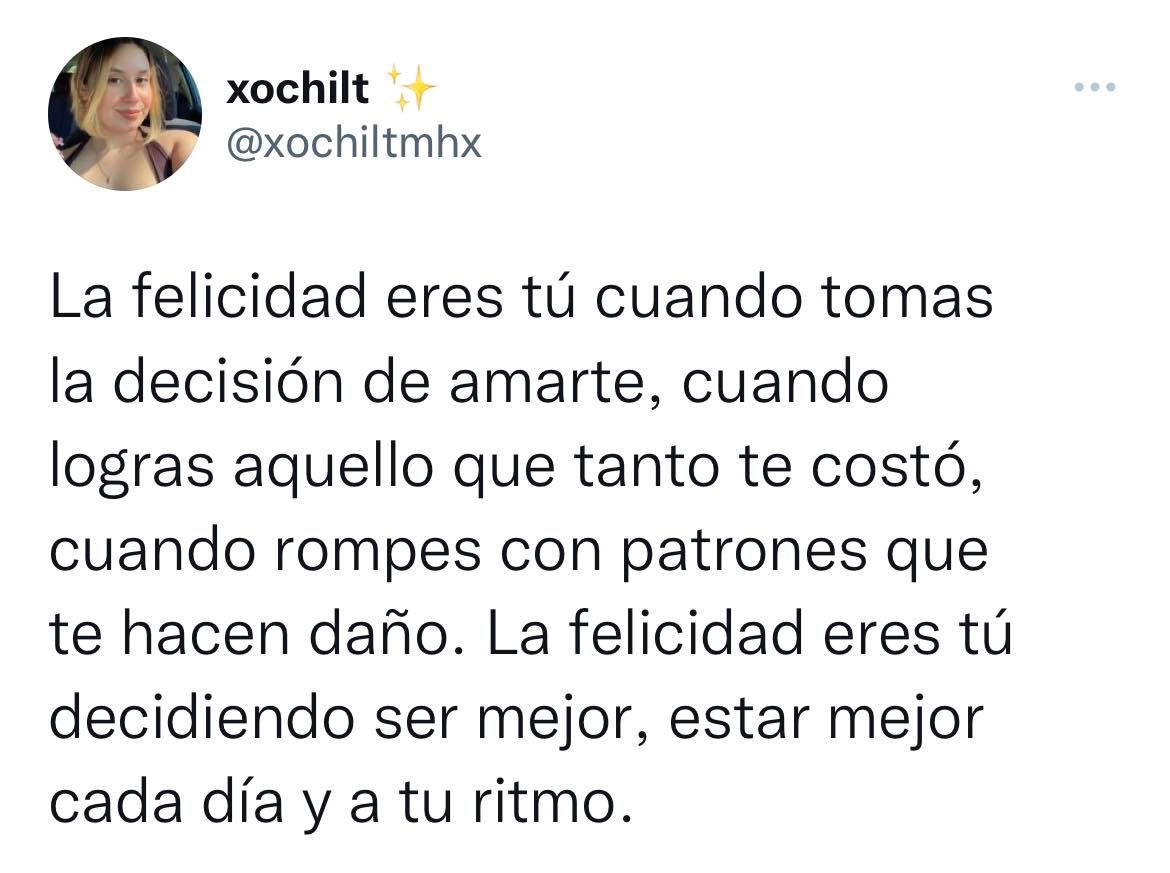 xochilt ✨
@xochiltmhx
La felicidad eres tú cuando tomas
la decisión de amarte, cuando
logras aquello que tanto te costó,
cuando rompes con patrones que
te hacen daño. La felicidad eres tú
decidiendo ser mejor, estar mejor
cada día y a tu ritmo.